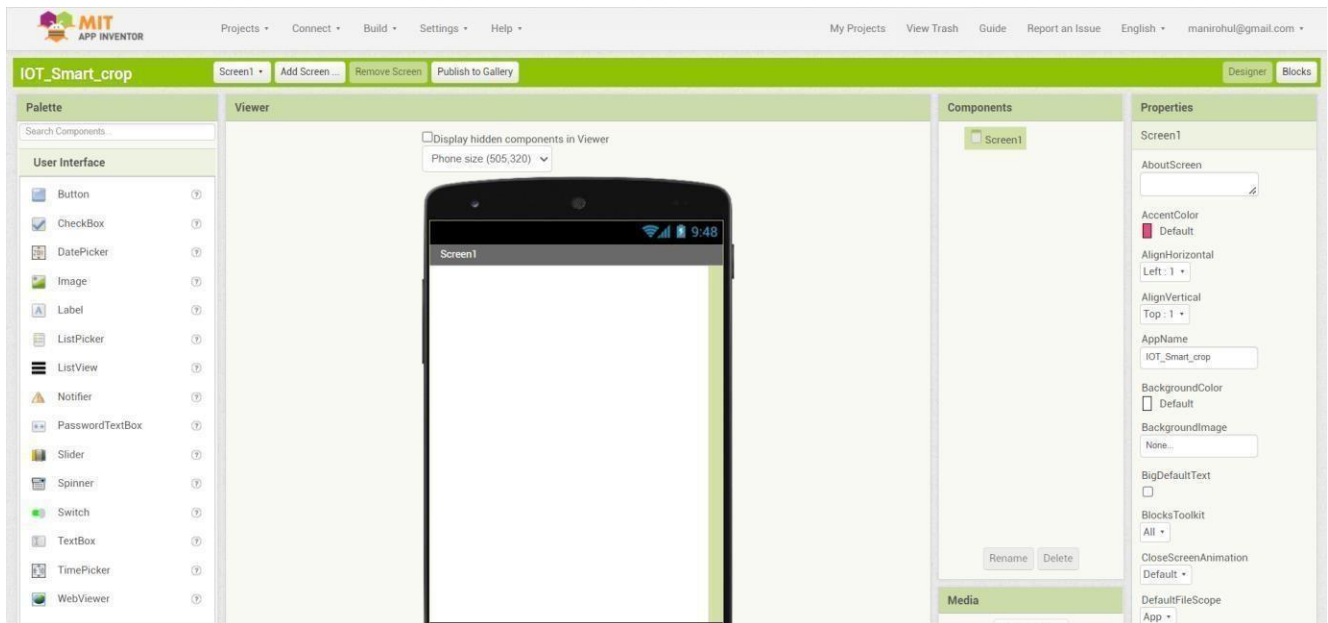 MIT
APP INVENTOR
Projects Connect Build Settings Help My Projects View Trash Guide Report an Issue English manirohul@gmail.com
IOT_Smart_crop Screen1 Add Screen ... Remove Screen Publish to Gallery Designer Blocks
Palette
Search Components...
User Interface
Button
CheckBox
DatePicker
Image
Label
ListPicker
ListView
Notifier
PasswordTextBox
Slider
Spinner
Switch
TextBox
TimePicker
WebViewer
Viewer
Display hidden components in Viewer
Phone size (505,320)
9:48
Screen1
Components
Screen1
Rename Delete
Media
Properties
Screen1
AboutScreen
AccentColor
Default
AlignHorizontal
Left : 1
AlignVertical
Top : 1
AppName
IOT_Smart_crop
BackgroundColor
Default
BackgroundImage
None...
BigDefaultText
BlocksToolkit
All
CloseScreenAnimation
Default
DefaultFileScope
App